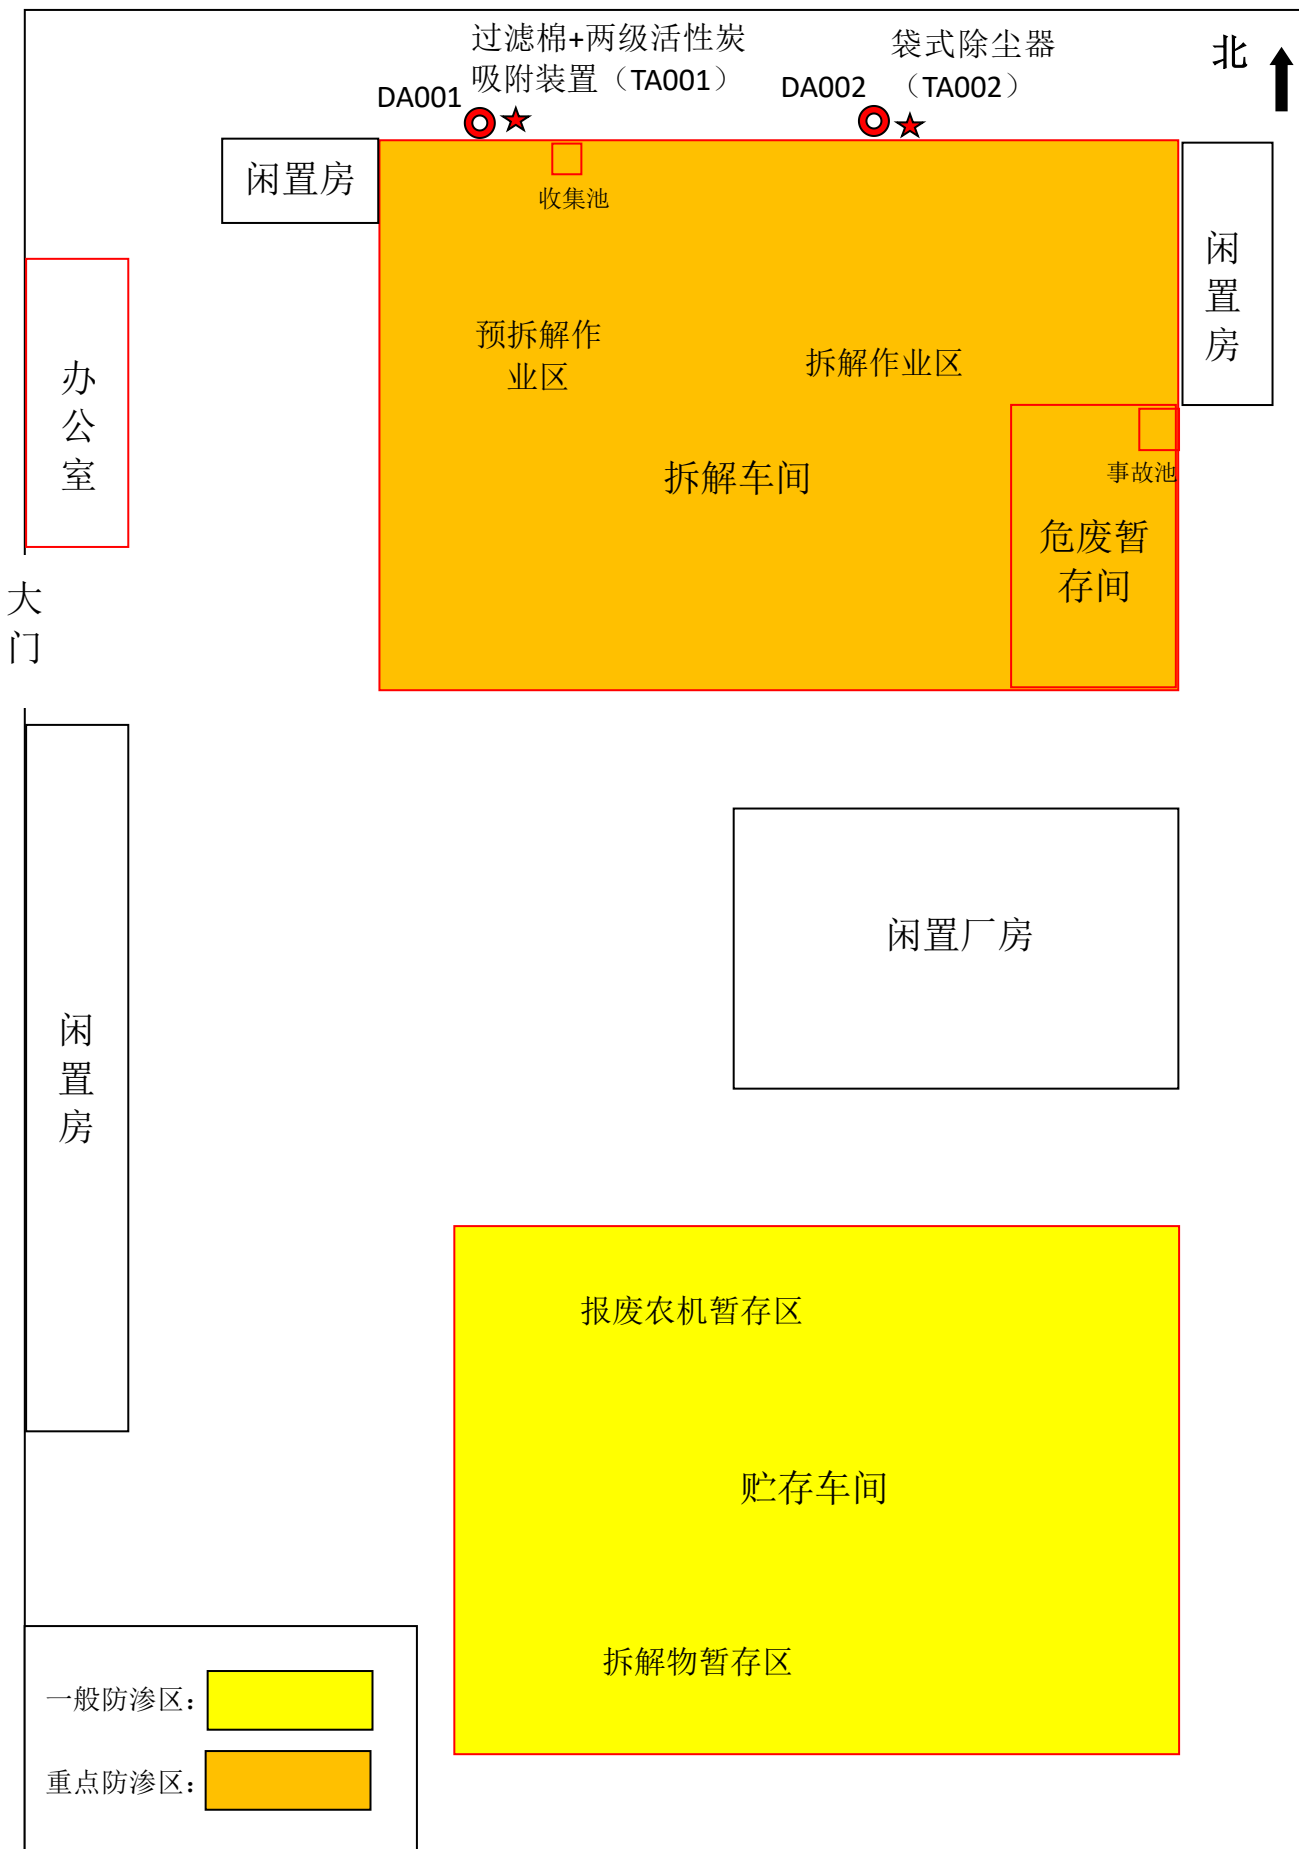 过滤棉+两级活性炭
吸附装置（TA001）
袋式除尘器
（TA002）
北
DA001
DA002
闲置房
收集池
闲
置
房
办
公
室
预拆解作
业区
拆解作业区
拆解车间
事故池
危废暂
存间
大
门
闲置厂房
闲
置
房
报废农机暂存区
贮存车间
拆解物暂存区
一般防渗区：
重点防渗区：